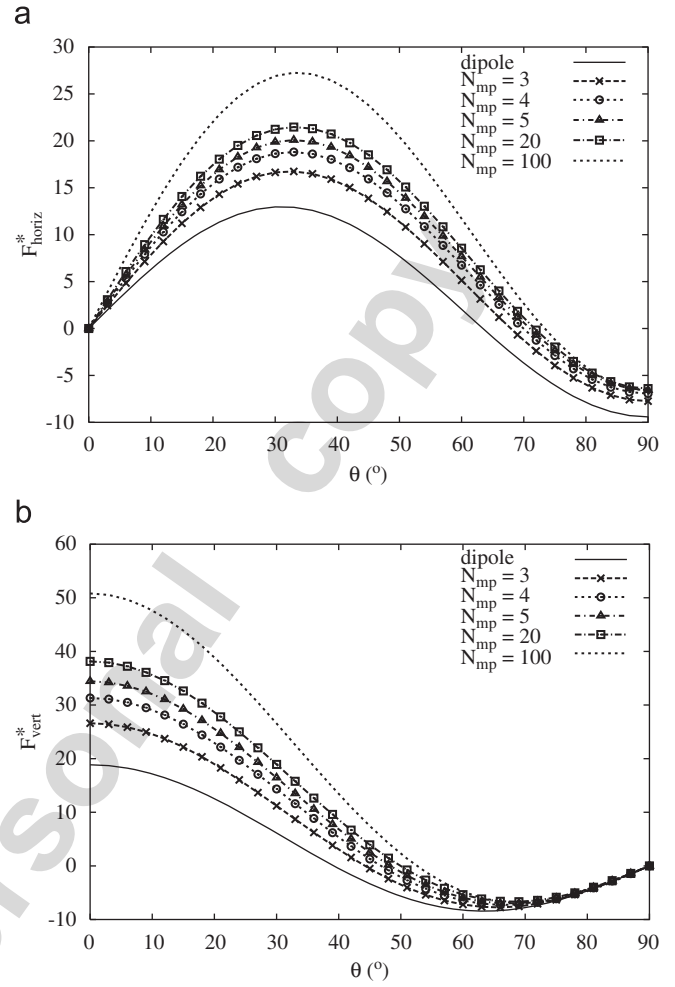 a
30
25
20
15
10
5
0
-5
-10
F*horiz
0 10 20 30 40 50 60 70 80 90
θ (°)
dipole
Nmp = 3
Nmp = 4
Nmp = 5
Nmp = 20
Nmp = 100
copy
b
60
50
40
30
20
10
0
-10
F*vert
0 10 20 30 40 50 60 70 80 90
θ (°)
dipole
Nmp = 3
Nmp = 4
Nmp = 5
Nmp = 20
Nmp = 100
rsonal